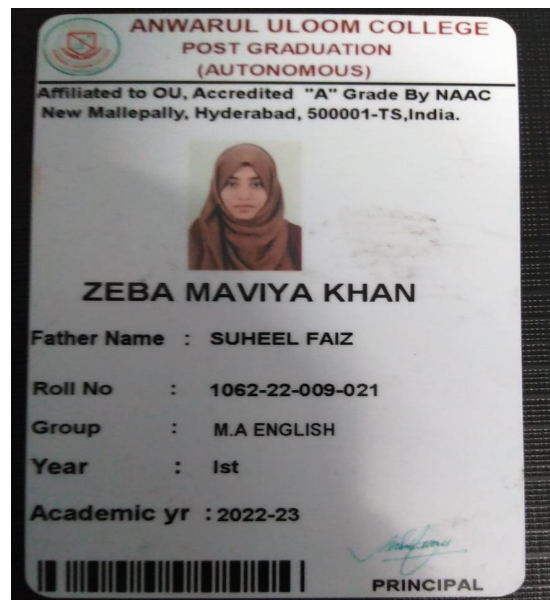 ANWARUL ULOOM COLLEGE
POST GRADUATION
(AUTONOMOUS)
Affiliated to OU, Accredited "A" Grade By NAAC
New Mallepally, Hyderabad, 500001-TS,India.
ZEBA MAVIYA KHAN
Father Name : SUHEEL FAIZ
Roll No : 1062-22-009-021
Group : M.A ENGLISH
Year : Ist
Academic yr : 2022-23
PRINCIPAL